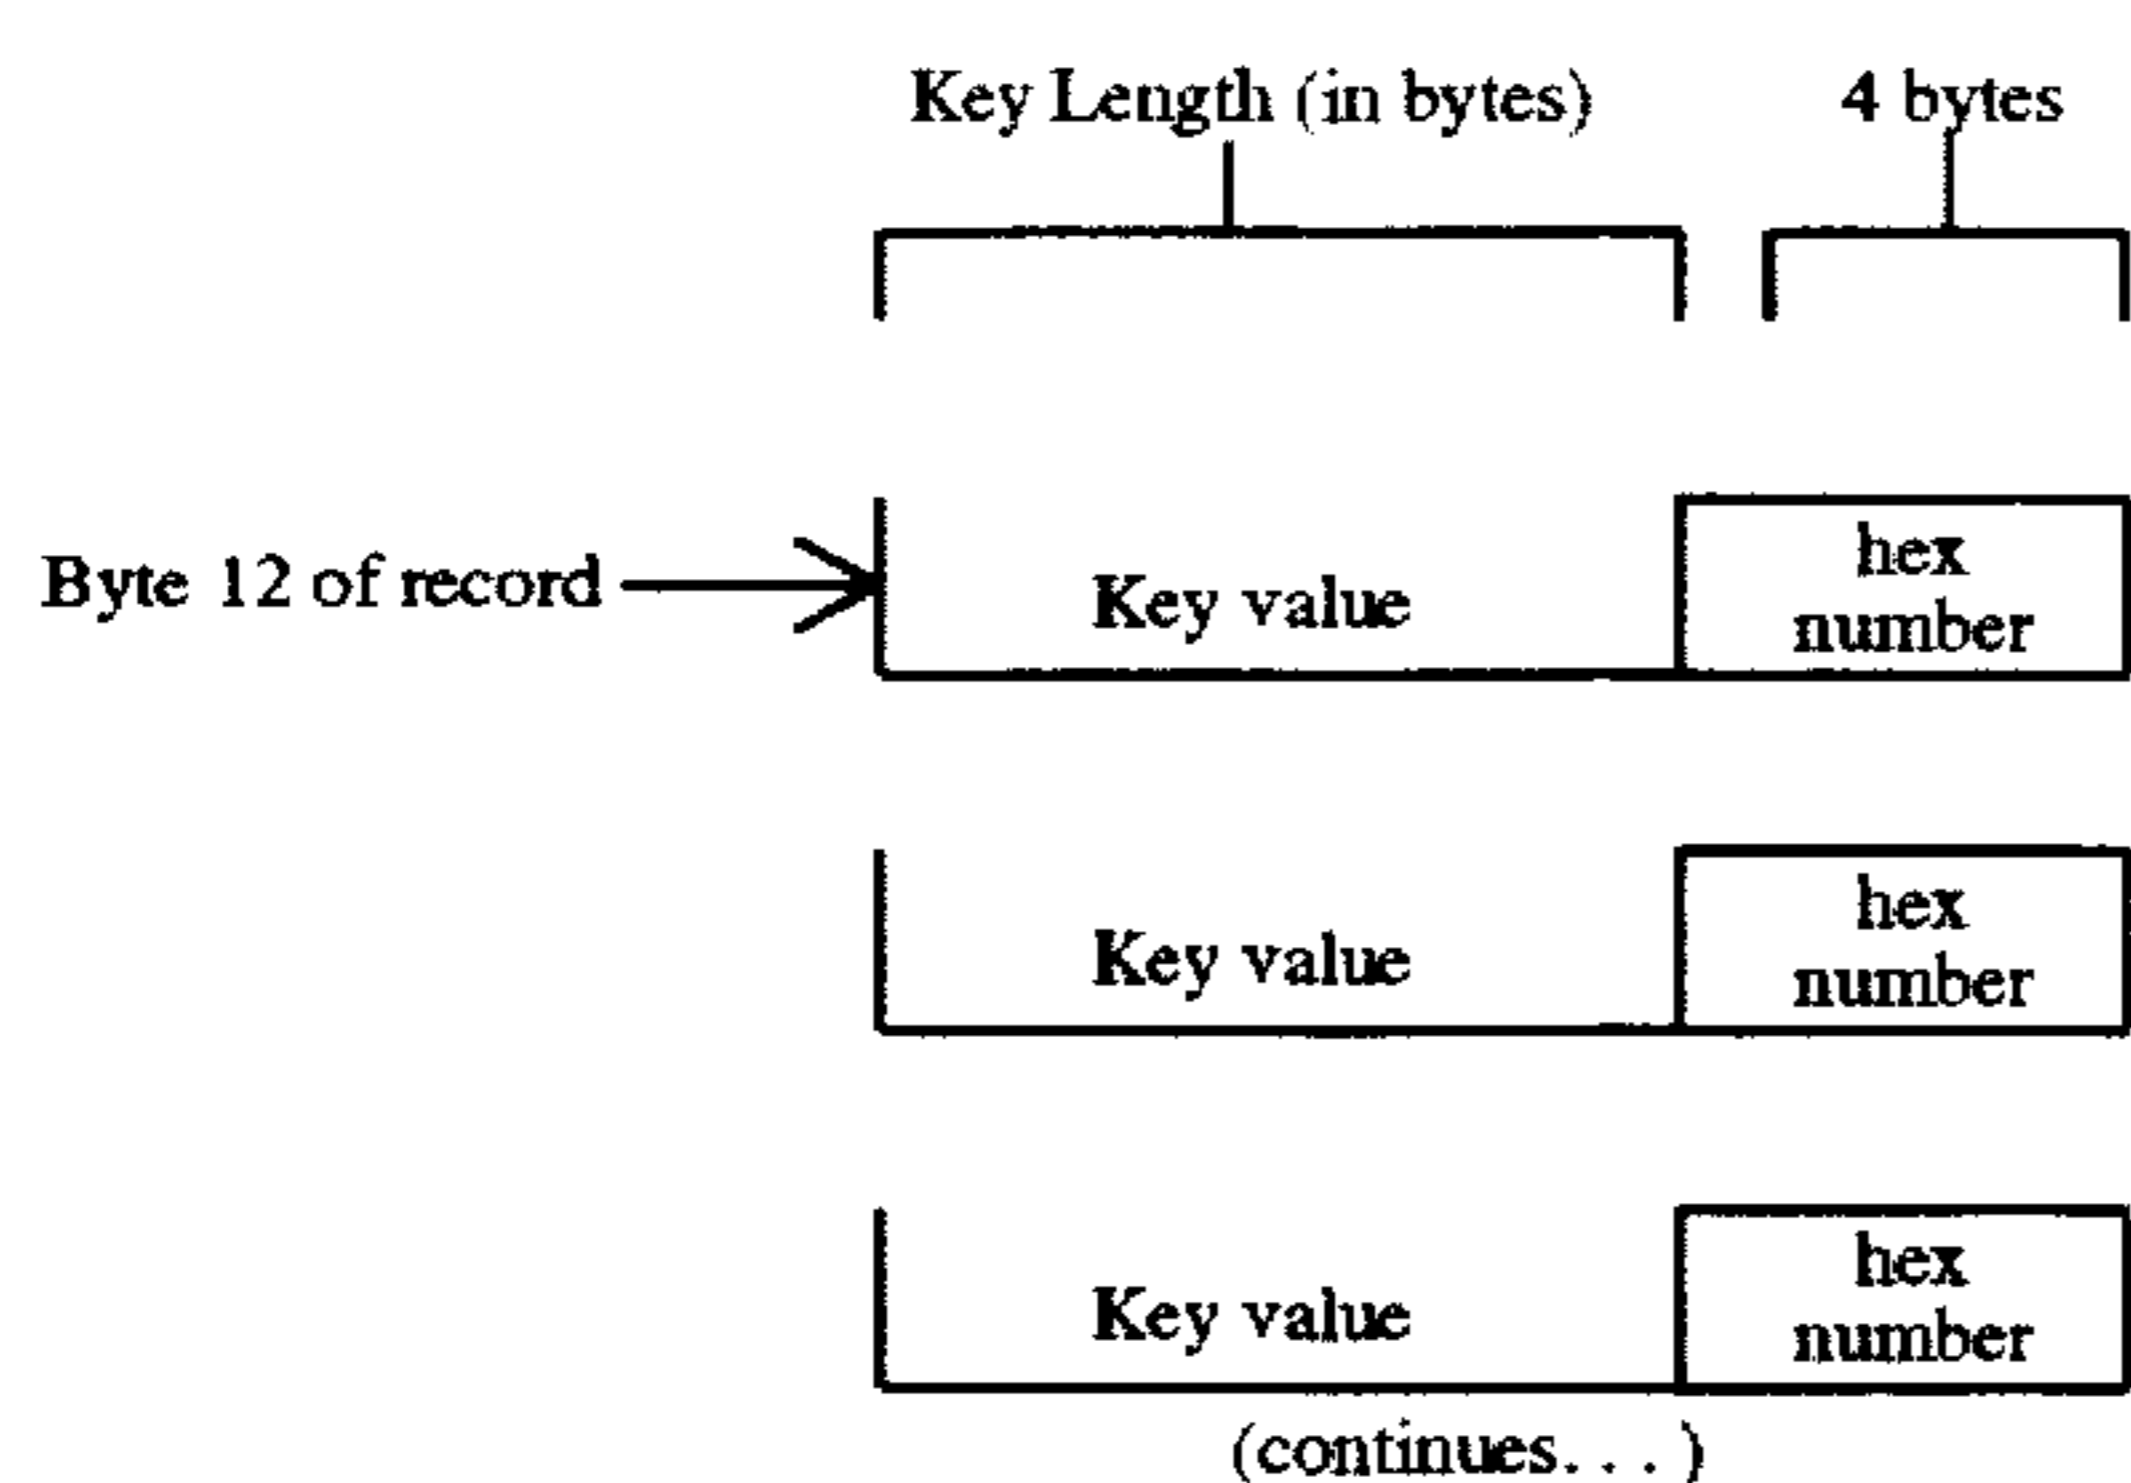 Key Length (in bytes) 4 bytes
Byte 12 of record
Key value
hex
number
Key value
hex
number
Key value
hex
number
(continues. . . )